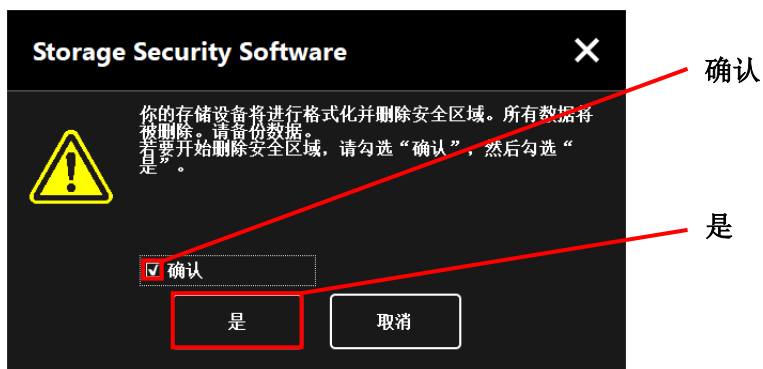 Storage Security Software
确认
你的存储设备将进行格式化并删除安全区域。所有数据将
被删除。请备份数据。
若要开始删除安全区域，请勾选“确认”，然后勾选“
是”。
是
确认
是
取消